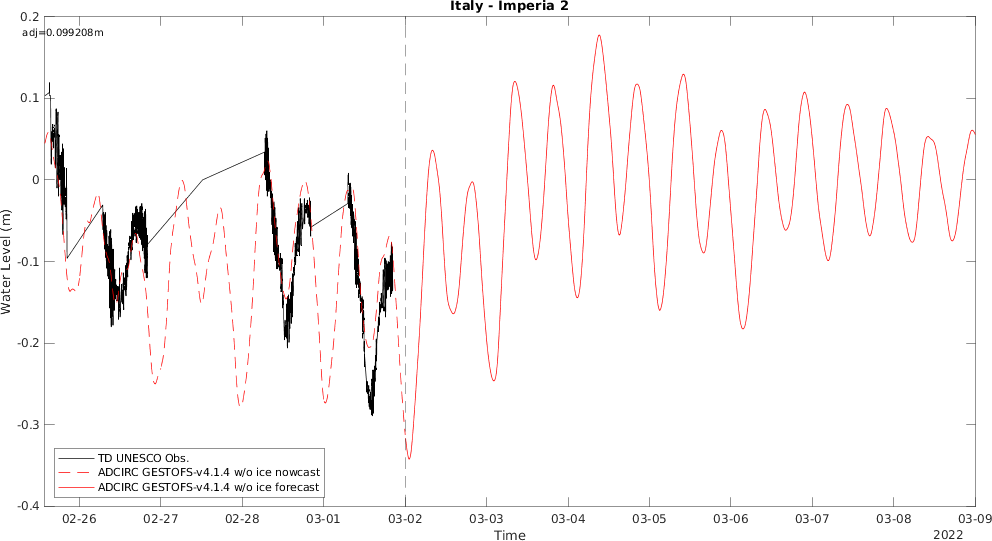 Italy - Imperia 2
adj=0.099208m
0.2
0.1
0
-0.1
-0.2
-0.3
-0.4
Water Level (m)
TD UNESCO Obs.
ADCIRC GESTOFS-v4.1.4 w/o ice nowcast
ADCIRC GESTOFS-v4.1.4 w/o ice forecast
02-26 02-27 02-28 03-01 03-02 03-03 03-04 03-05 03-06 03-07 03-08 03-09
Time
2022